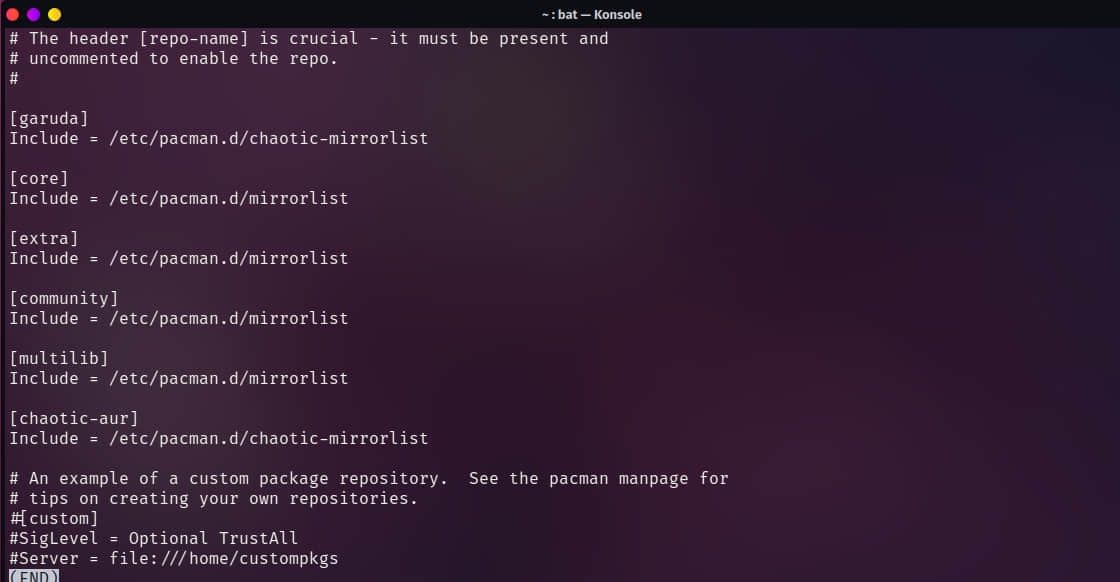 ~ : bat — Konsole
# The header [repo-name] is crucial - it must be present and
# uncommented to enable the repo.
#
[garuda]
Include = /etc/pacman.d/chaotic-mirrorlist
[core]
Include = /etc/pacman.d/mirrorlist
[extra]
Include = /etc/pacman.d/mirrorlist
[community]
Include = /etc/pacman.d/mirrorlist
[multilib]
Include = /etc/pacman.d/mirrorlist
[chaotic-aur]
Include = /etc/pacman.d/chaotic-mirrorlist
# An example of a custom package repository.  See the pacman manpage for
# tips on creating your own repositories.
#[custom]
#SigLevel = Optional TrustAll
#Server = file:///home/custompkgs
(END)